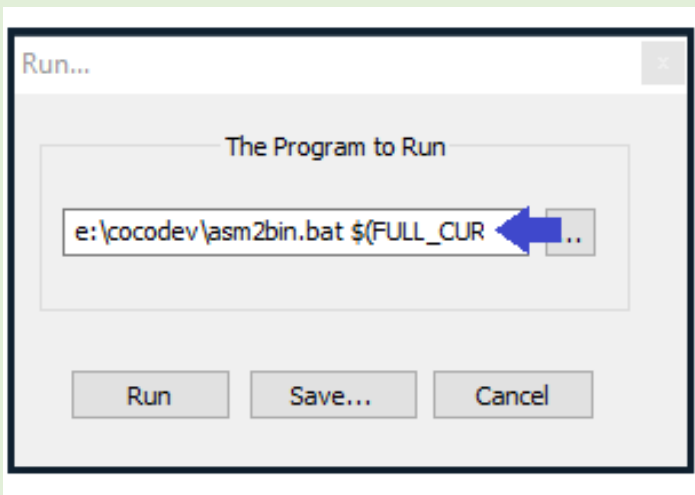 Run...
x
The Program to Run
e:\cocodev\asm2bin.bat $(FULL_CUR
..
Run Save... Cancel